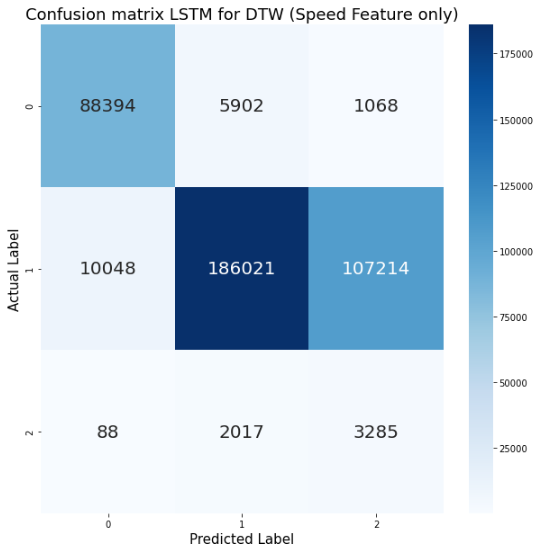 Confusion matrix LSTM for DTW (Speed Feature only)
88394 5902 1068
10048 186021 107214
88 2017 3285
0
1
2
Actual Label
0 1 2
Predicted Label
175000
150000
125000
100000
75000
50000
25000